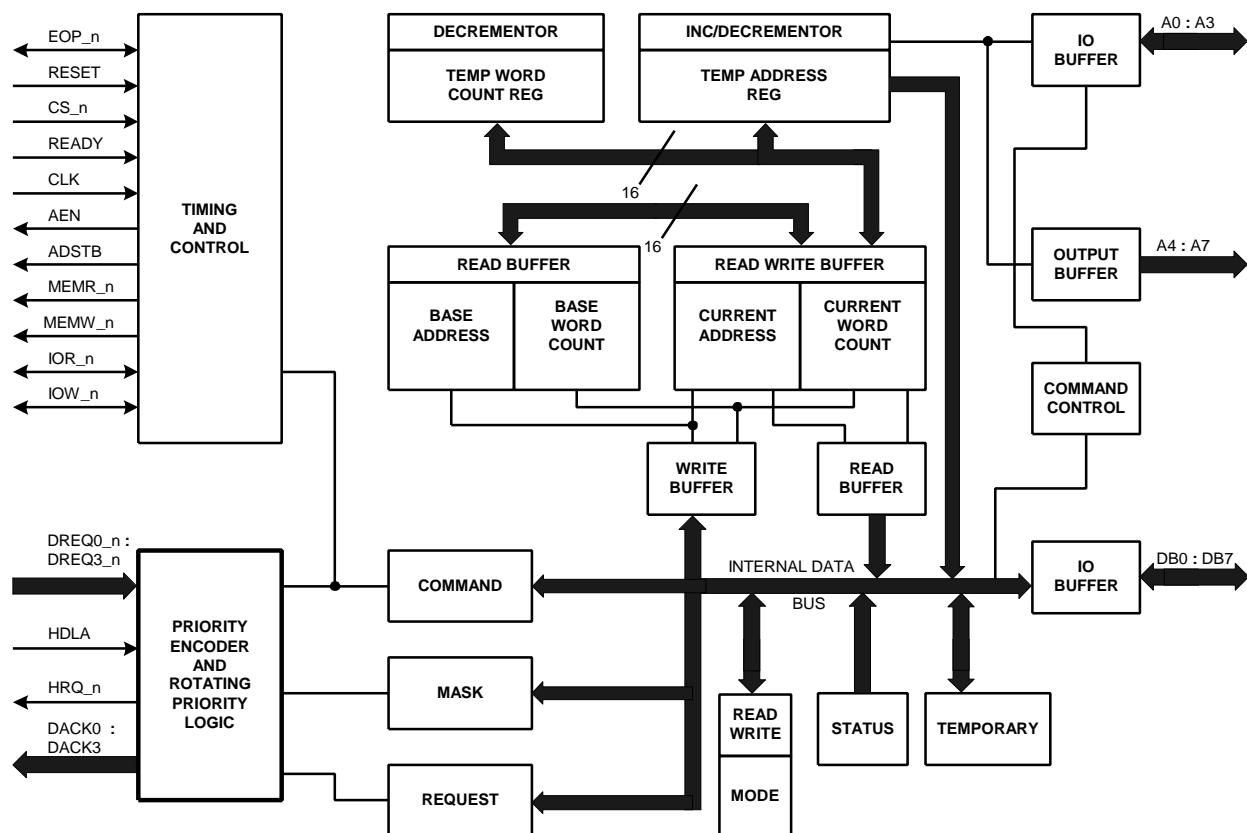 EOP_n
RESET
CS_n
READY
CLK
AEN
ADSTB
MEMR_n
MEMW_n
IOR_n
IOW_n
TIMING
AND
CONTROL
DECREMENTOR
TEMP WORD
COUNT REG
INC/DECREMENTOR
TEMP ADDRESS
REG
IO
BUFFER
A0 : A3
16
16
READ BUFFER
BASE
ADDRESS
BASE
WORD
COUNT
READ WRITE BUFFER
CURRENT
ADDRESS
CURRENT
WORD
COUNT
OUTPUT
BUFFER
A4 : A7
COMMAND
CONTROL
WRITE
BUFFER
READ
BUFFER
DREQ0_n :
DREQ3_n
HDLA
HRQ_n
DACK0 :
DACK3
PRIORITY
ENCODER
AND
ROTATING
PRIORITY
LOGIC
COMMAND
MASK
REQUEST
INTERNAL DATA
BUS
IO
BUFFER
DB0 : DB7
READ
WRITE
MODE
STATUS
TEMPORARY